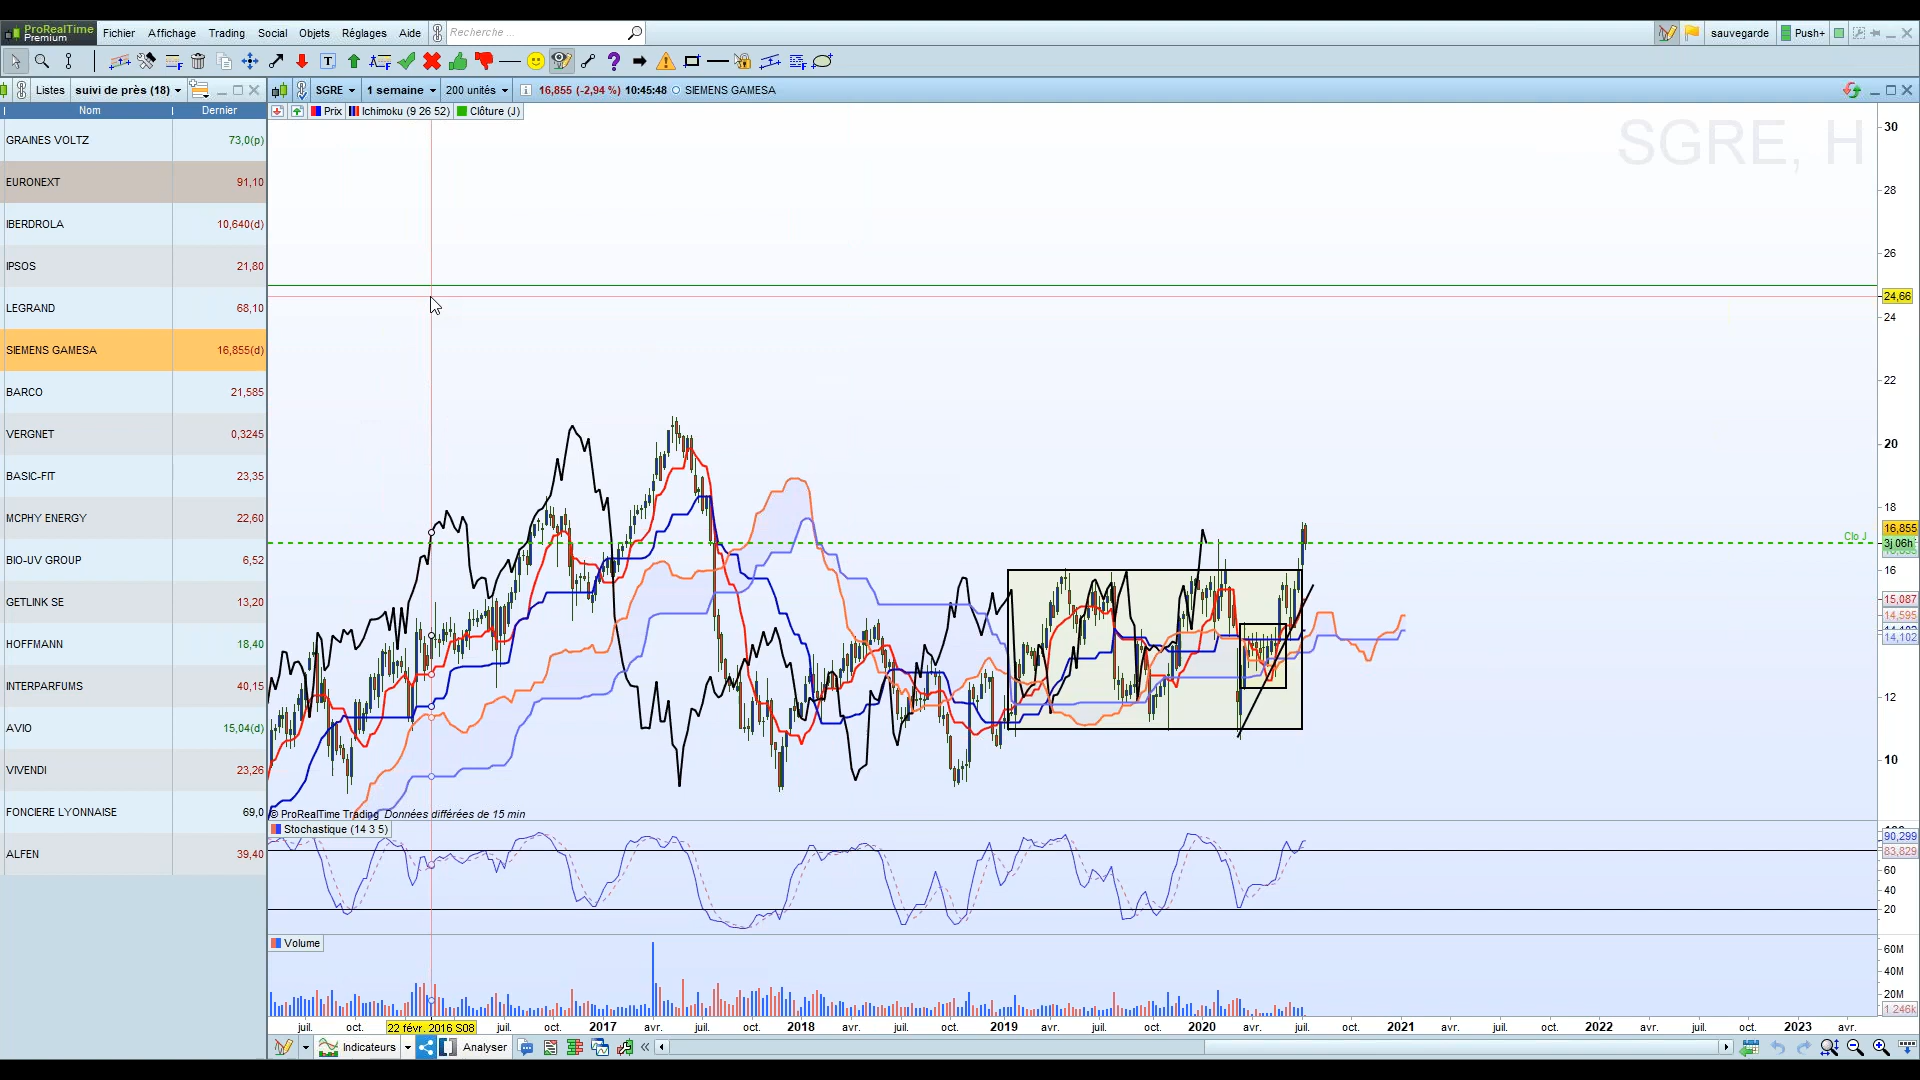 ProRealTime
Premium
Fichier Affichage Trading Social Objets Réglages Aide Recherche ... sauvegarde Push+
Listes suivi de près (18) SGRE 1 semaine 200 unités 16,855 (-2,94 %) 10:45:48 SIEMENS GAMESA
Nom Dernier
Prix Ichimoku (9 26 52) Clôture (J)
SGRE, H
GRAINES VOLTZ 73,0(p)
EURONEXT 91,10
IBERDROLA 10,640(d)
IPSOS 21,80
LEGRAND 68,10
SIEMENS GAMESA 16,855(d)
BARCO 21,585
VERGNET 0,3245
BASIC-FIT 23,35
MCPHY ENERGY 22,60
BIO-UV GROUP 6,52
GETLINK SE 13,20
HOFFMANN 18,40
INTERPARFUMS 40,15
AVIO 15,04(d)
VIVENDI 23,26
FONCIERE LYONNAISE 69,0
ALFEN 39,40
30
28
26
24,66
24
22
20
18
16,855
Clo J
3j 06h
16
15,087
14,595
14,102
12
10
© ProRealTime Trading Données différées de 15 min
Stochastique (14 3 5)
90,299
83,829
60
40
20
Volume
60M
40M
20M
1 246k
juil. oct. 22 févr. 2016 S08 juil. oct. 2017 avr. juil. oct. 2018 avr. juil. oct. 2019 avr. juil. oct. 2020 avr. juil. oct. 2021 avr. juil. oct. 2022 avr. juil. oct. 2023 avr.
Indicateurs Analyser